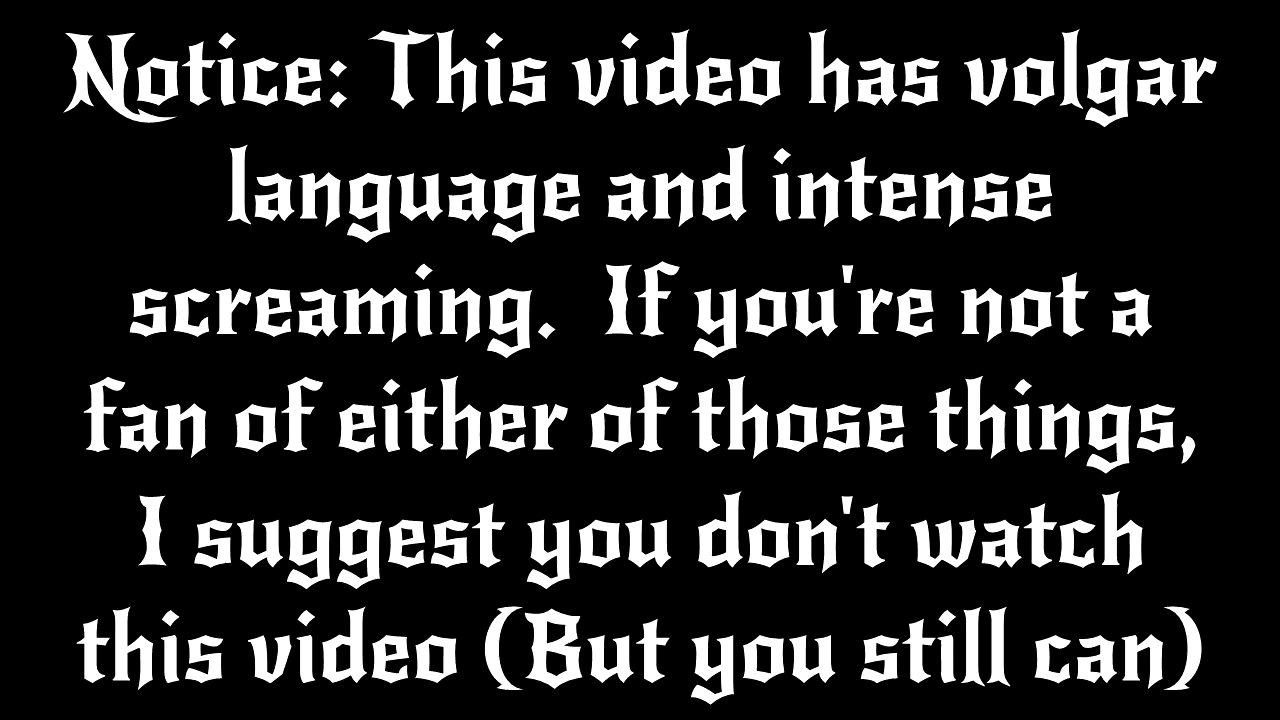 Notice: This video has volgar
language and intense
screaming.  If you're not a
fan of either of those things,
I suggest you don't watch
this video (But you still can)